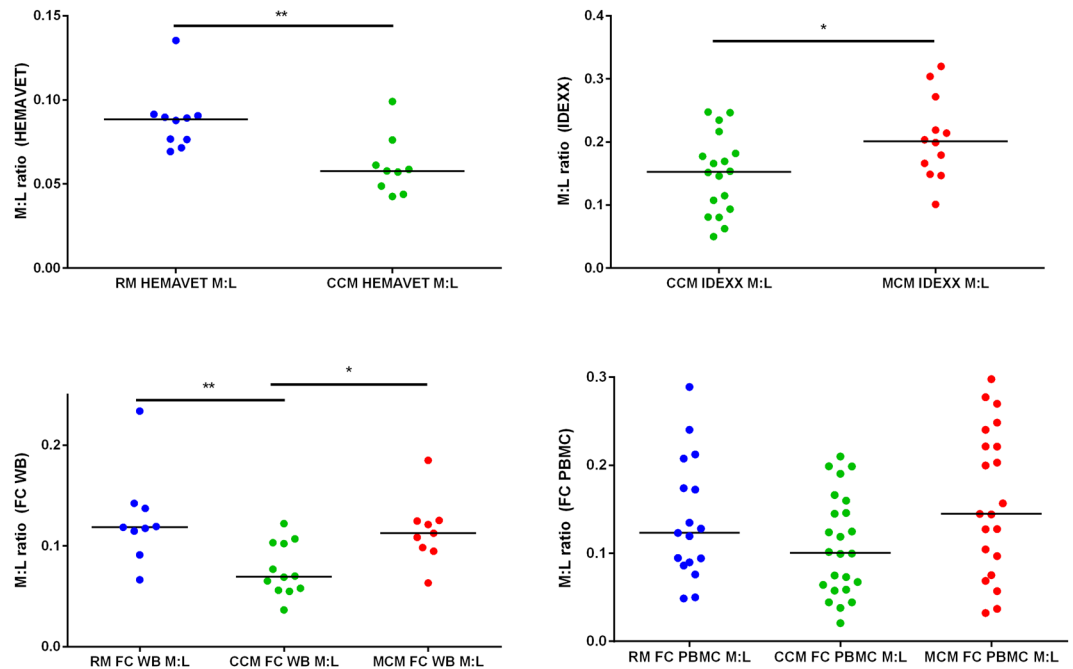 **
0.15
0.10
0.05
0.00
M:L ratio (HEMAVET)
RM HEMAVET M:L
CCM HEMAVET M:L
*
0.4
0.3
0.2
0.1
0.0
M:L ratio (IDEXX)
CCM IDEXX M:L
MCM IDEXX M:L
**
*
0.2
0.1
0.0
M:L ratio (FC WB)
RM FC WB M:L
CCM FC WB M:L
MCM FC WB M:L
0.3
0.2
0.1
0.0
M:L ratio (FC PBMC)
RM FC PBMC M:L
CCM FC PBMC M:L
MCM FC PBMC M:L